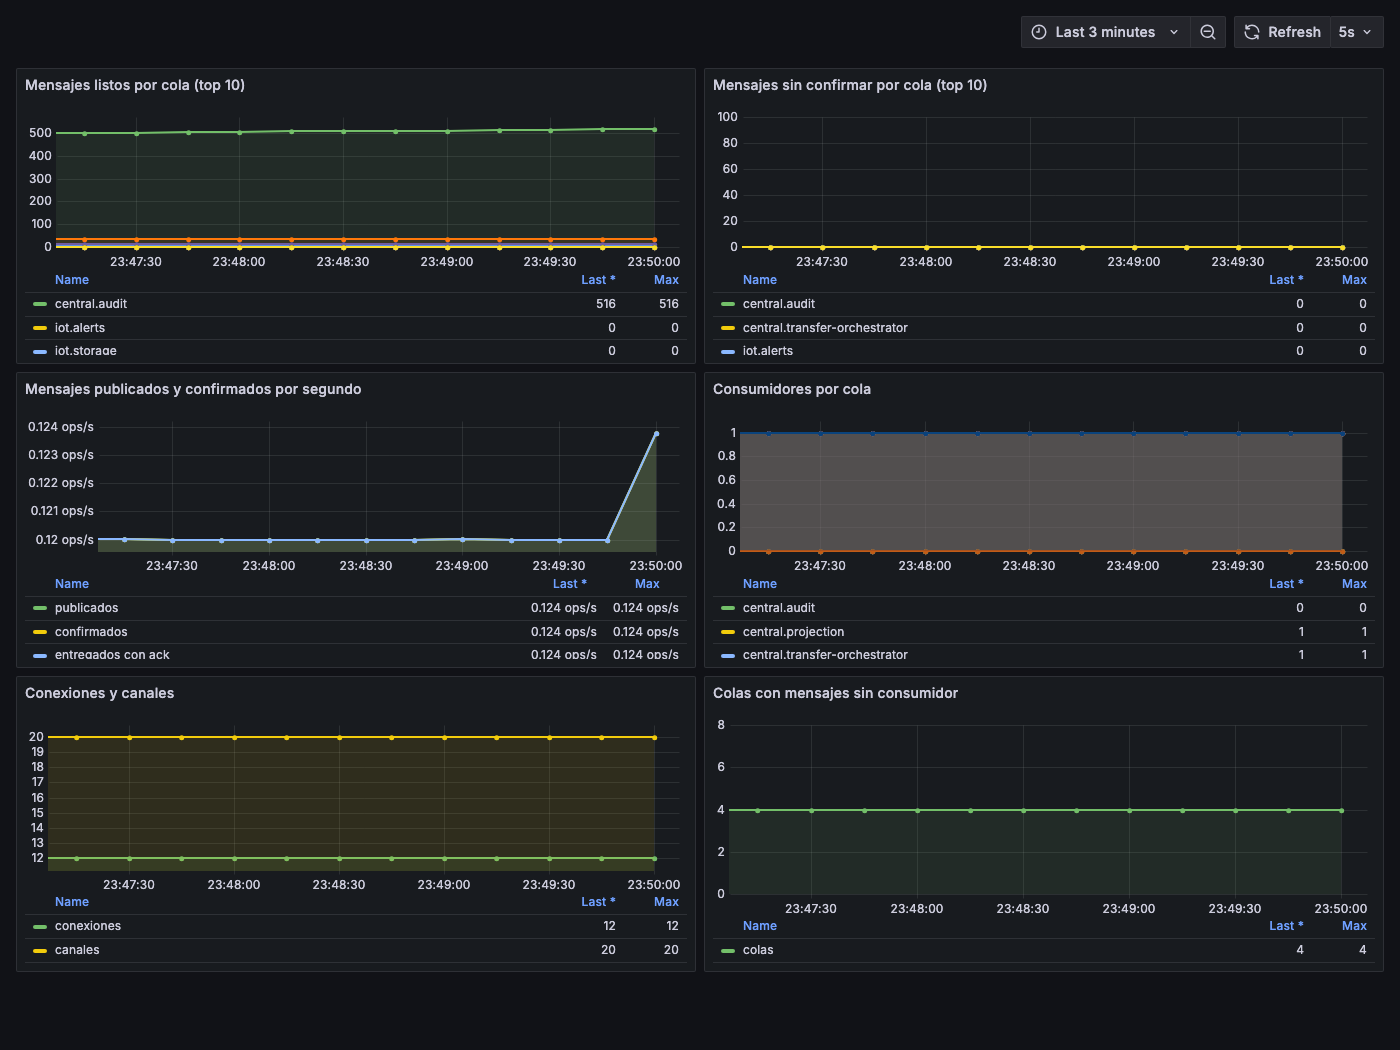 Last 3 minutes
Refresh
5s
Mensajes listos por cola (top 10)
500
400
300
200
100
0
23:47:30 23:48:00 23:48:30 23:49:00 23:49:30 23:50:00
Name Last * Max
central.audit 516 516
iot.alerts 0 0
iot.storage 0 0
Mensajes sin confirmar por cola (top 10)
100
80
60
40
20
0
23:47:30 23:48:00 23:48:30 23:49:00 23:49:30 23:50:00
Name Last * Max
central.audit 0 0
central.transfer-orchestrator 0 0
iot.alerts 0 0
Mensajes publicados y confirmados por segundo
0.124 ops/s
0.123 ops/s
0.122 ops/s
0.121 ops/s
0.12 ops/s
23:47:30 23:48:00 23:48:30 23:49:00 23:49:30 23:50:00
Name Last * Max
publicados 0.124 ops/s 0.124 ops/s
confirmados 0.124 ops/s 0.124 ops/s
entregados con ack 0.124 ops/s 0.124 ops/s
Consumidores por cola
1
0.8
0.6
0.4
0.2
0
23:47:30 23:48:00 23:48:30 23:49:00 23:49:30 23:50:00
Name Last * Max
central.audit 0 0
central.projection 1 1
central.transfer-orchestrator 1 1
Conexiones y canales
20
19
18
17
16
15
14
13
12
23:47:30 23:48:00 23:48:30 23:49:00 23:49:30 23:50:00
Name Last * Max
conexiones 12 12
canales 20 20
Colas con mensajes sin consumidor
8
6
4
2
0
23:47:30 23:48:00 23:48:30 23:49:00 23:49:30 23:50:00
Name Last * Max
colas 4 4